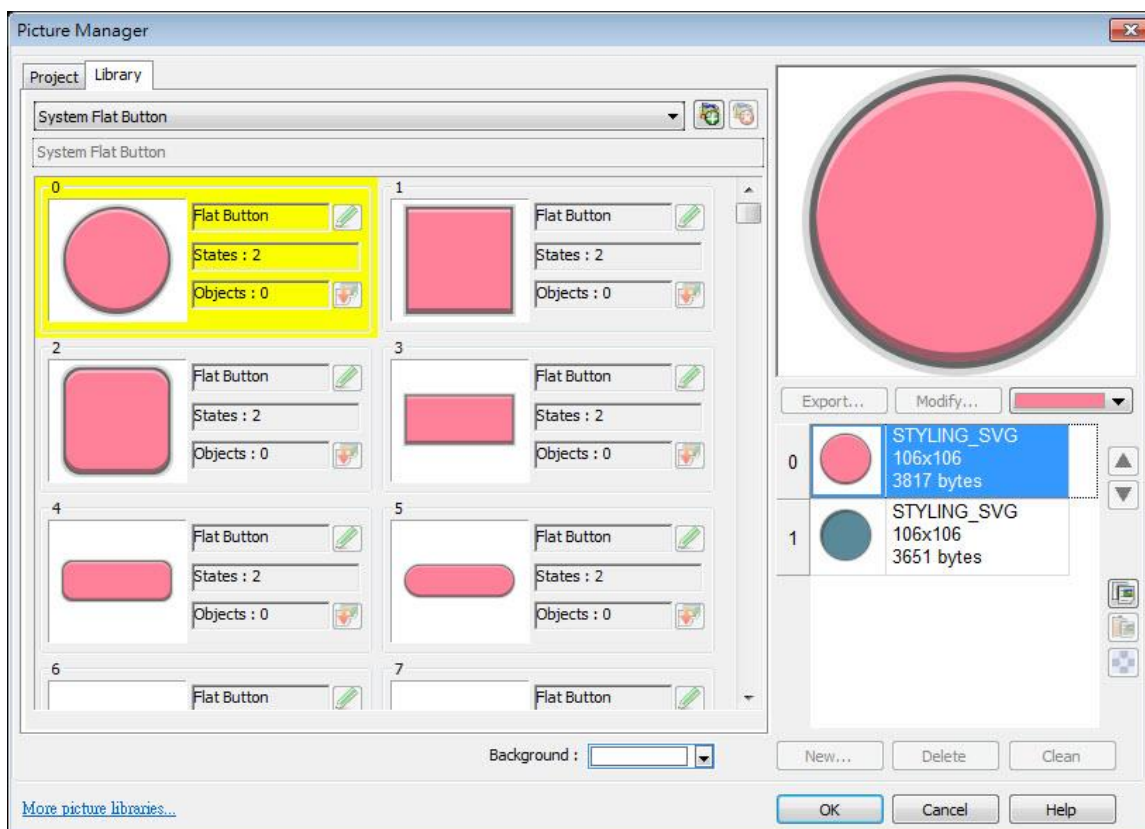 Picture Manager
Project
Library
System Flat Button
System Flat Button
0
Flat Button
States : 2
Objects : 0
1
Flat Button
States : 2
Objects : 0
2
Flat Button
States : 2
Objects : 0
3
Flat Button
States : 2
Objects : 0
4
Flat Button
States : 2
Objects : 0
5
Flat Button
States : 2
Objects : 0
6
Flat Button
7
Flat Button
Background :
Export...
Modify...
0
STYLING_SVG
106x106
3817 bytes
1
STYLING_SVG
106x106
3651 bytes
New...
Delete
Clean
More picture libraries...
OK
Cancel
Help